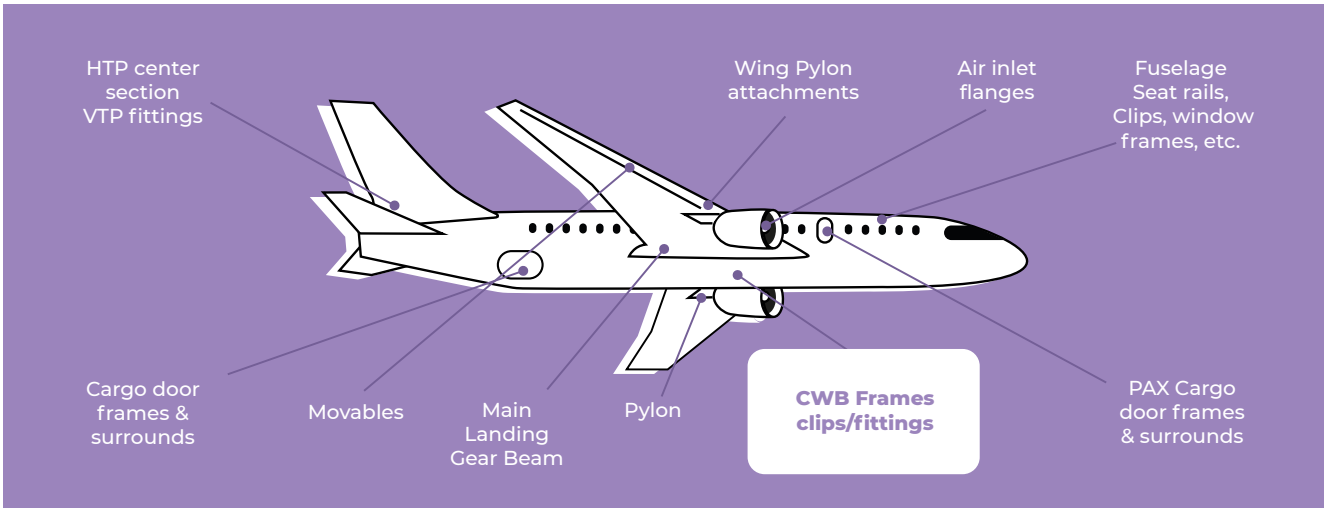 HTP center
section
VTP fittings
Wing Pylon
attachments
Air inlet
flanges
Fuselage
Seat rails,
Clips, window
frames, etc.
Cargo door
frames &
surrounds
Movables
Main
Landing
Gear Beam
Pylon
CWB Frames
clips/fittings
PAX Cargo
door frames
& surrounds